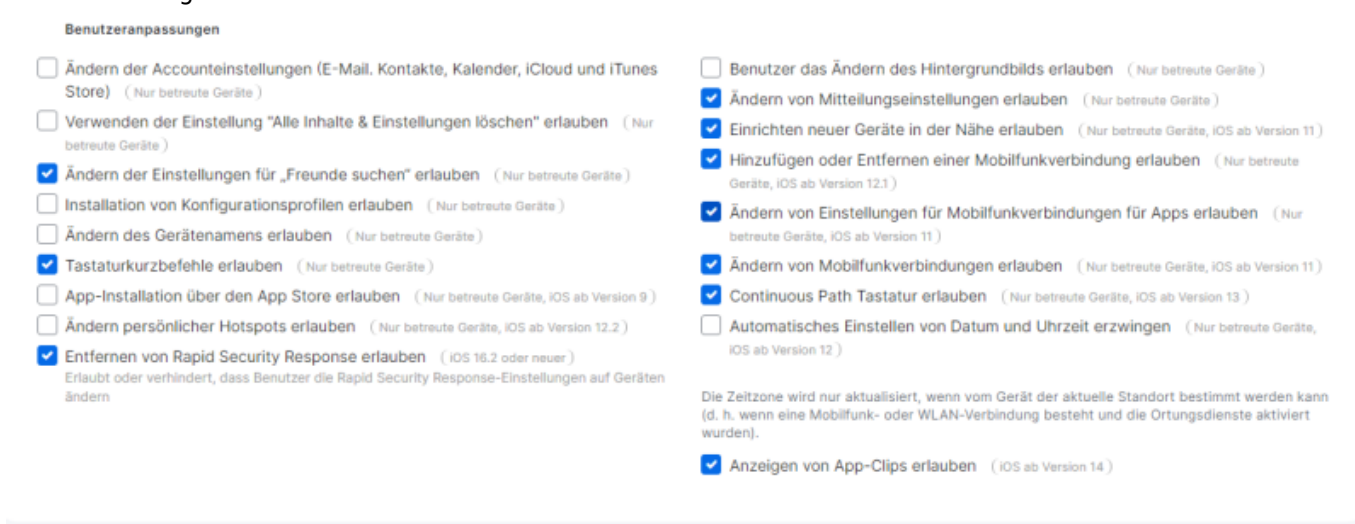 Benutzeranpassungen
Ändern der Accounteinstellungen (E-Mail. Kontakte, Kalender, iCloud und iTunes
Store) (Nur betreute Geräte)
Verwenden der Einstellung "Alle Inhalte & Einstellungen löschen" erlauben (Nur
betreute Geräte)
Ändern der Einstellungen für „Freunde suchen" erlauben (Nur betreute Geräte)
Installation von Konfigurationsprofilen erlauben (Nur betreute Geräte)
Ändern des Gerätenamens erlauben (Nur betreute Geräte)
Tastaturkurzbefehle erlauben (Nur betreute Geräte)
App-Installation über den App Store erlauben (Nur betreute Geräte, iOS ab Version 9)
Ändern persönlicher Hotspots erlauben (Nur betreute Geräte, iOS ab Version 12.2)
Entfernen von Rapid Security Response erlauben (iOS 16.2 oder neuer)
Erlaubt oder verhindert, dass Benutzer die Rapid Security Response-Einstellungen auf Geräten
ändern
Benutzer das Ändern des Hintergrundbilds erlauben (Nur betreute Geräte)
Ändern von Mitteilungseinstellungen erlauben (Nur betreute Geräte)
Einrichten neuer Geräte in der Nähe erlauben (Nur betreute Geräte, iOS ab Version 11)
Hinzufügen oder Entfernen einer Mobilfunkverbindung erlauben (Nur betreute
Geräte, iOS ab Version 12.1)
Ändern von Einstellungen für Mobilfunkverbindungen für Apps erlauben (Nur
betreute Geräte, iOS ab Version 11)
Ändern von Mobilfunkverbindungen erlauben (Nur betreute Geräte, iOS ab Version 11)
Continuous Path Tastatur erlauben (Nur betreute Geräte, iOS ab Version 13)
Automatisches Einstellen von Datum und Uhrzeit erzwingen (Nur betreute Geräte,
iOS ab Version 12)
Die Zeitzone wird nur aktualisiert, wenn vom Gerät der aktuelle Standort bestimmt werden kann
(d. h. wenn eine Mobilfunk- oder WLAN-Verbindung besteht und die Ortungsdienste aktiviert
wurden).
Anzeigen von App-Clips erlauben (iOS ab Version 14)